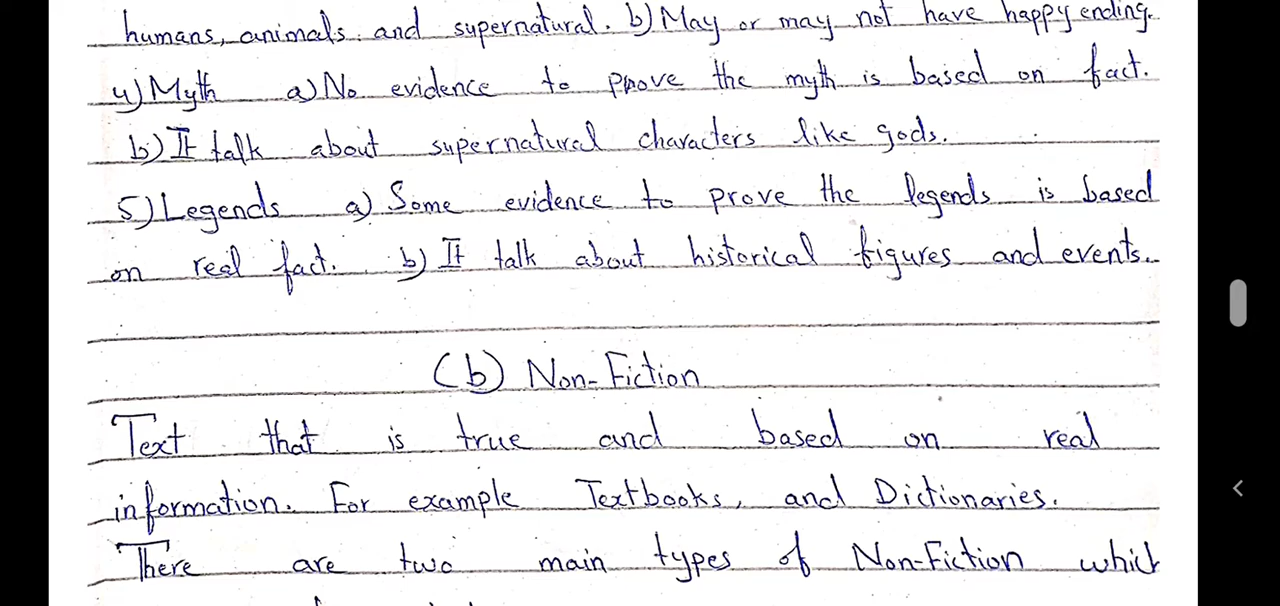 humans, animals and supernatural. b) May or may not have happy ending.
4) Myth a) No evidence to prove the myth is based on fact.
b) It talk about supernatural characters like gods.
5) Legends a) Some evidence to prove the legends is based
on real fact. b) It talk about historical figures and events.
(b) Non-Fiction
Text that is true and based on real
information. For example Textbooks, and Dictionaries.
There are two main types of Non-Fiction which